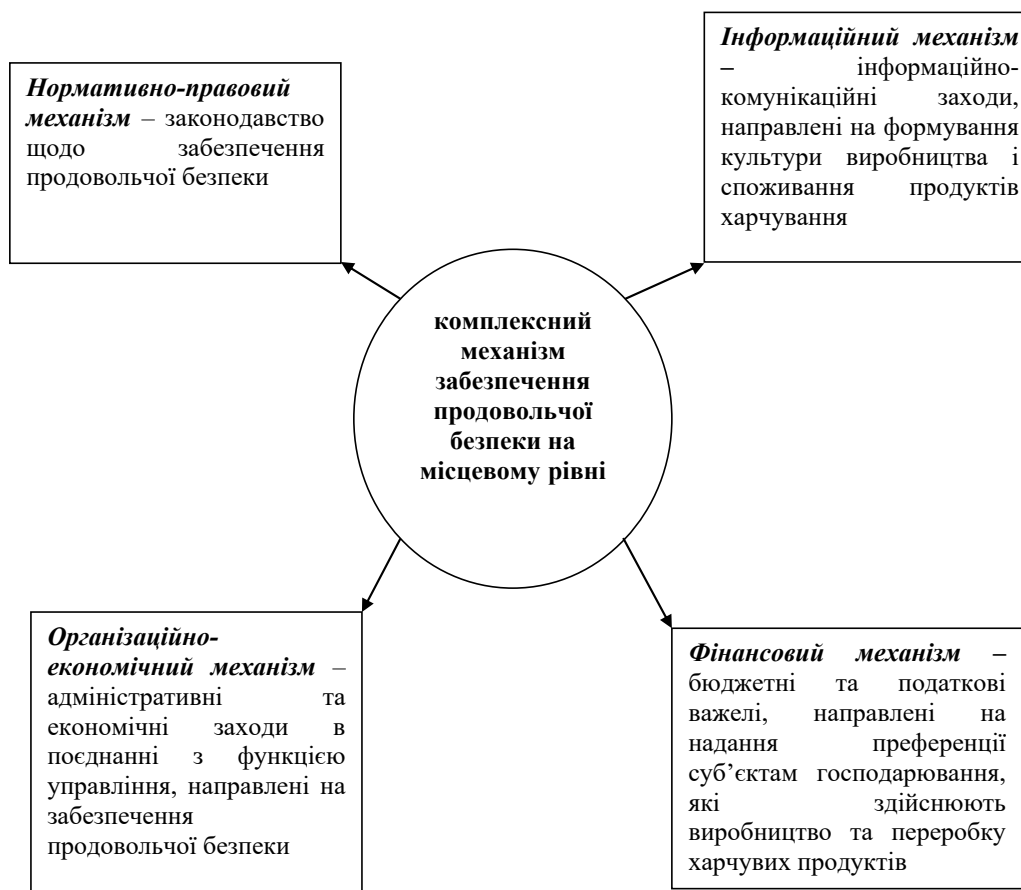 Нормативно-правовий
механізм – законодавство
щодо забезпечення
продовольчої безпеки
Інформаційний механізм
– інформаційно-
комунікаційні заходи,
направлені на формування
культури виробництва і
споживання продуктів
харчування
комплексний
механізм
забезпечення
продовольчої
безпеки на
місцевому рівні
Організаційно-
економічний механізм –
адміністративні та
економічні заходи в
поєднанні з функцією
управління, направлені на
забезпечення
продовольчої безпеки
Фінансовий механізм –
бюджетні та податкові
важелі, направлені на
надання преференції
суб’єктам господарювання,
які здійснюють
виробництво та переробку
харчувих продуктів